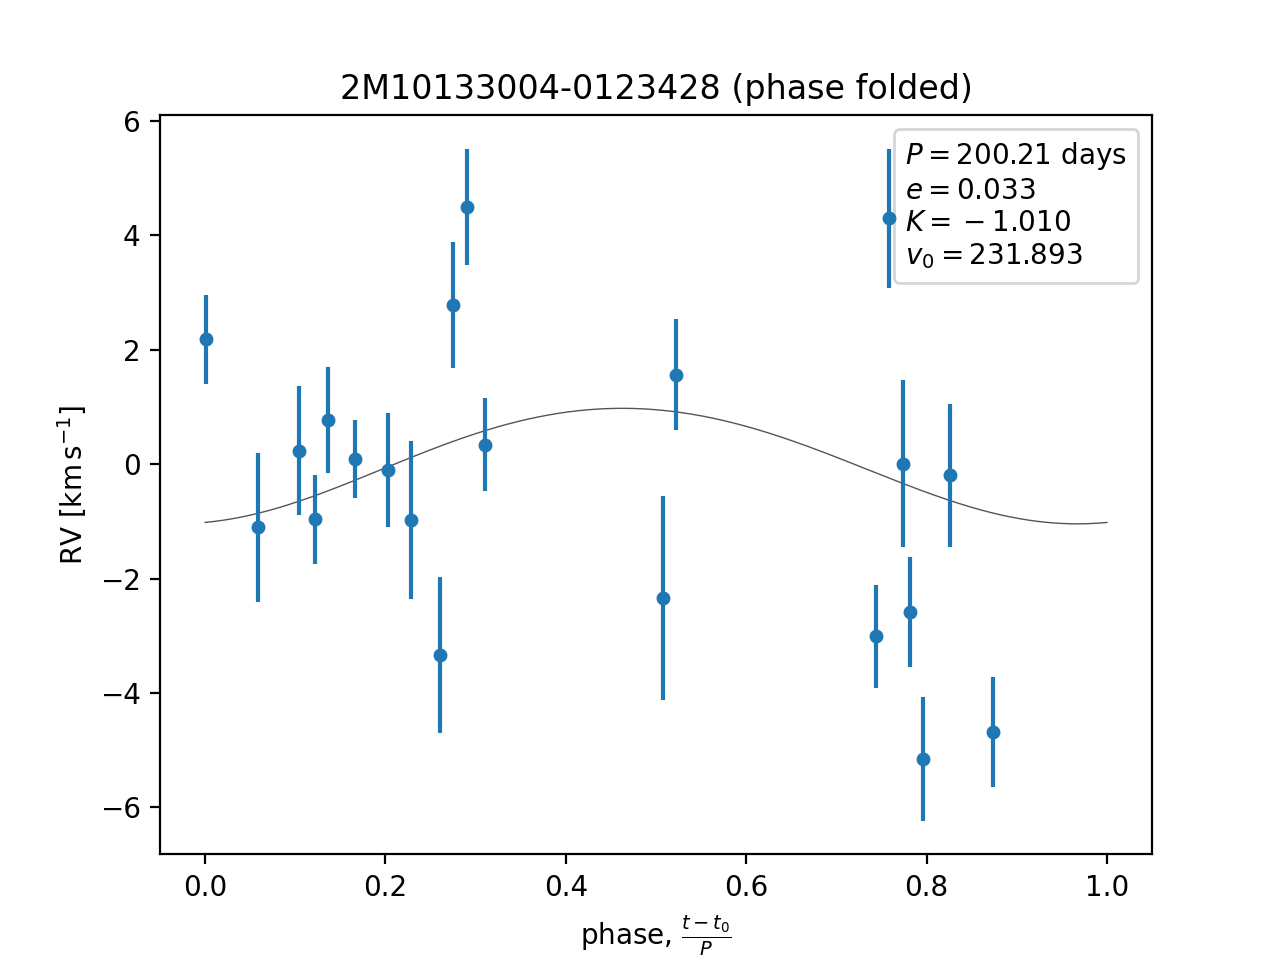 2M10133004-0123428 (phase folded)
P = 200.21 days
e = 0.033
K = −1.010
v₀ = 231.893
RV [km s⁻¹]
6
4
2
0
−2
−4
−6
0.0 0.2 0.4 0.6 0.8 1.0
phase, (t − t₀)/P